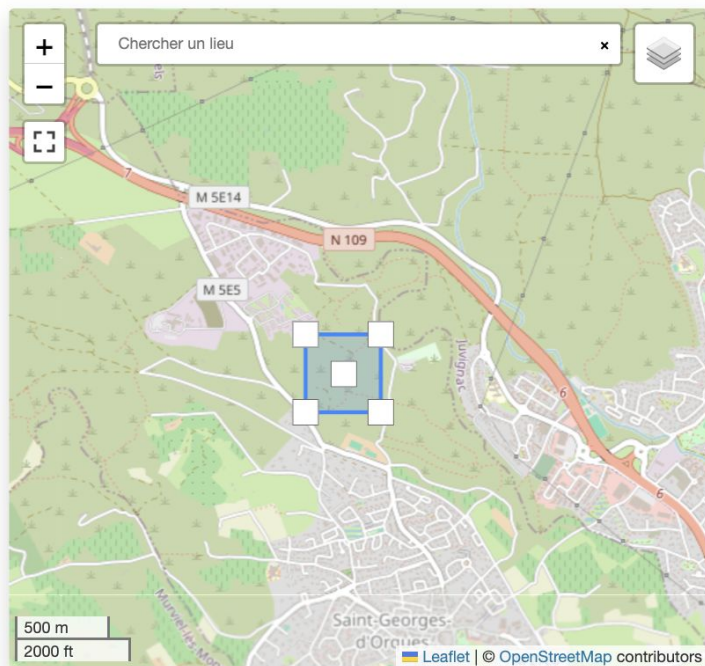 +
Chercher un lieu
×
−
7
M 5E14
N 109
M 5E5
Juvignac
6
6
Saint-Georges-
d'Orques
500 m
2000 ft
Leaflet | © OpenStreetMap contributors